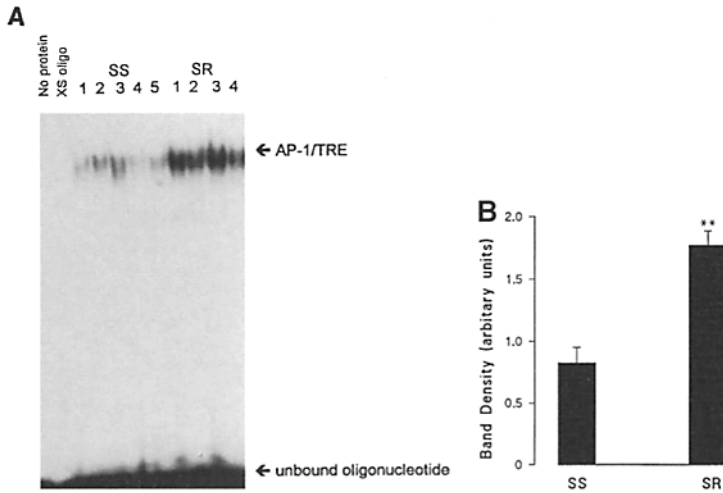 A
No protein
XS oligo
SS
SR
1 2 3 4 5 1 2 3 4
← AP-1/TRE
← unbound oligonucleotide
B
Band Density (arbitrary units)
2.0
1.5
1.0
0.5
0
**
SS
SR